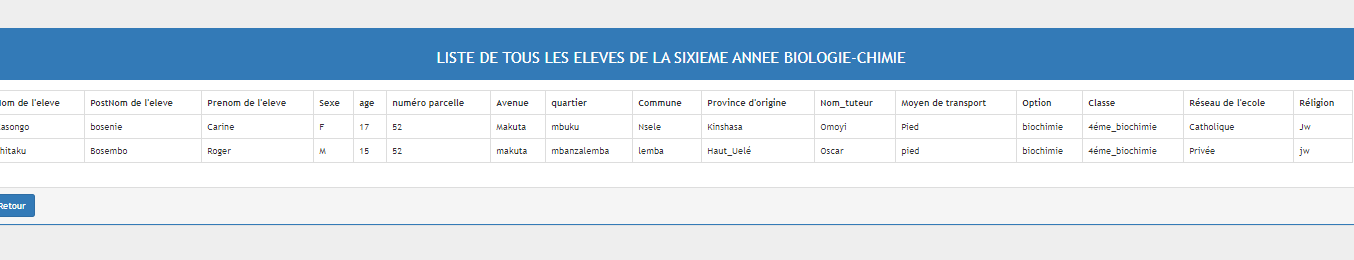 LISTE DE TOUS LES ELEVES DE LA SIXIEME ANNEE BIOLOGIE-CHIMIE
de l'eleve PostNom de l'eleve Prenom de l'eleve Sexe age numéro parcelle Avenue quartier Commune Province d'origine Nom_tuteur Moyen de transport Option Classe Réseau de l'ecole Réligion
bosenie Carine F 17 52 Makuta mbuku Nsele Kinshasa Omoyi Pied biochimie 4éme_biochimie Catholique Jw
Bosembo Roger M 15 52 makuta mbanzalemba lemba Haut_Uelé Oscar pied biochimie 4éme_biochimie Privée jw
Retour